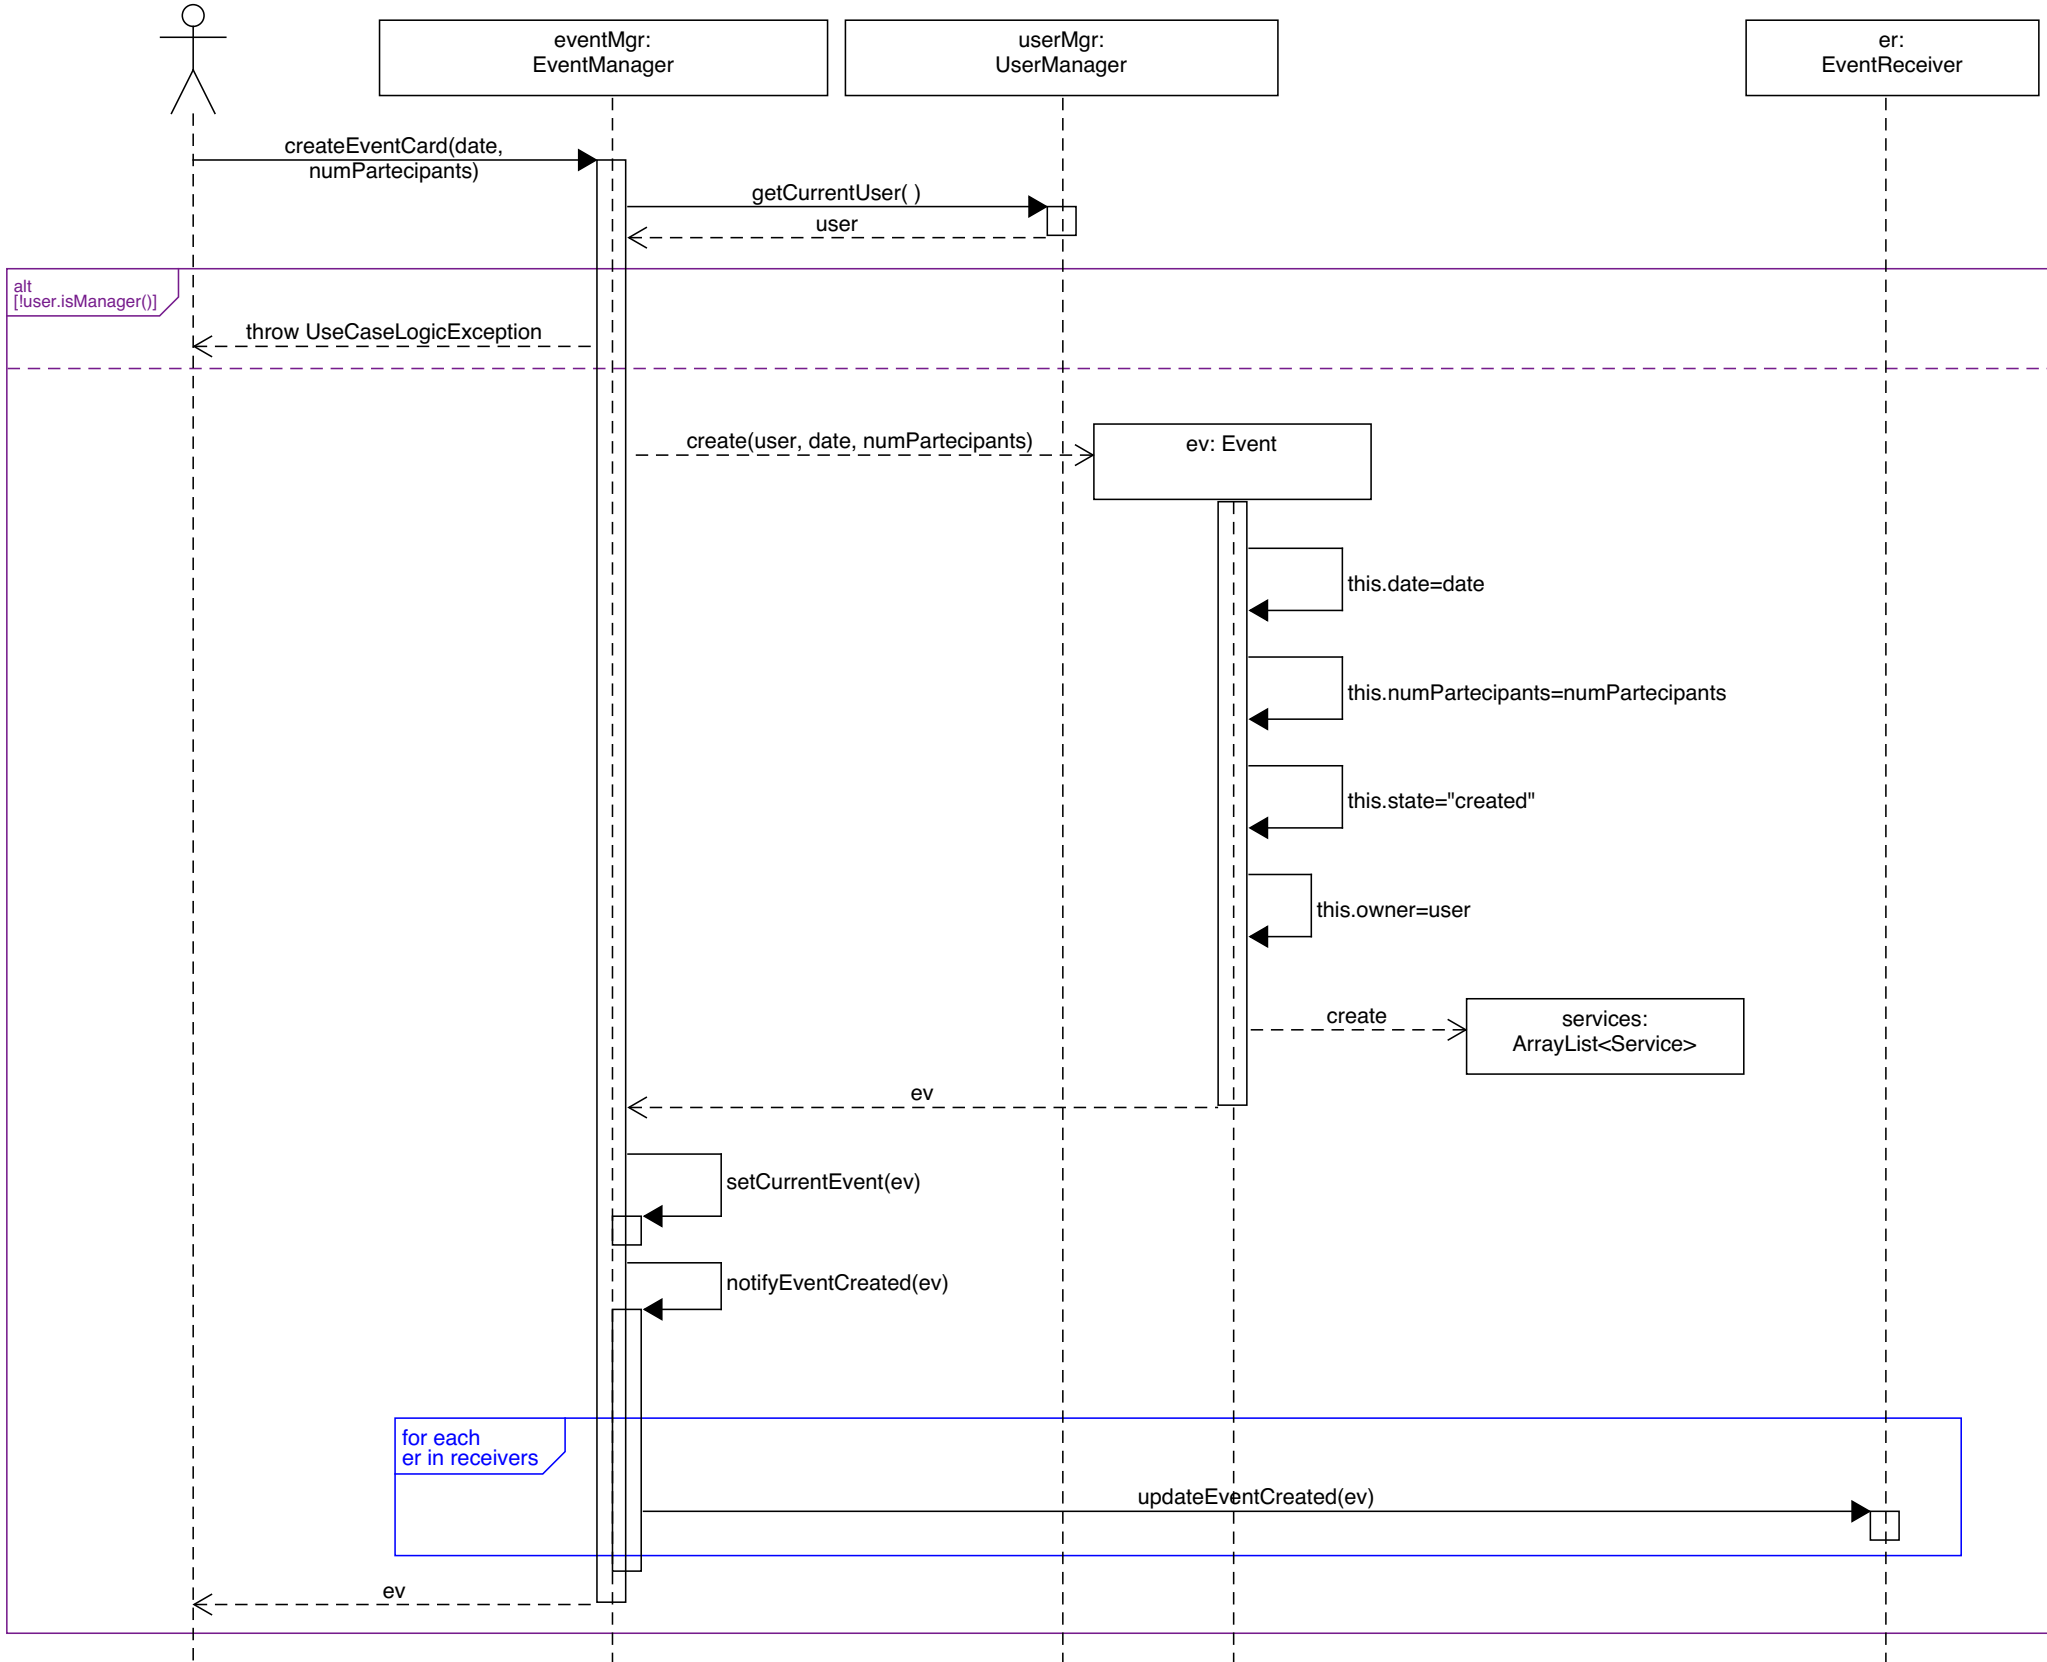 eventMgr:
EventManager
userMgr:
UserManager
er:
EventReceiver
createEventCard(date,
numPartecipants)
getCurrentUser( )
user
alt
[!user.isManager()]
throw UseCaseLogicException
create(user, date, numPartecipants)
ev: Event
this.date=date
this.numPartecipants=numPartecipants
this.state="created"
this.owner=user
create
services:
ArrayList<Service>
ev
setCurrentEvent(ev)
notifyEventCreated(ev)
for each
er in receivers
updateEventCreated(ev)
ev